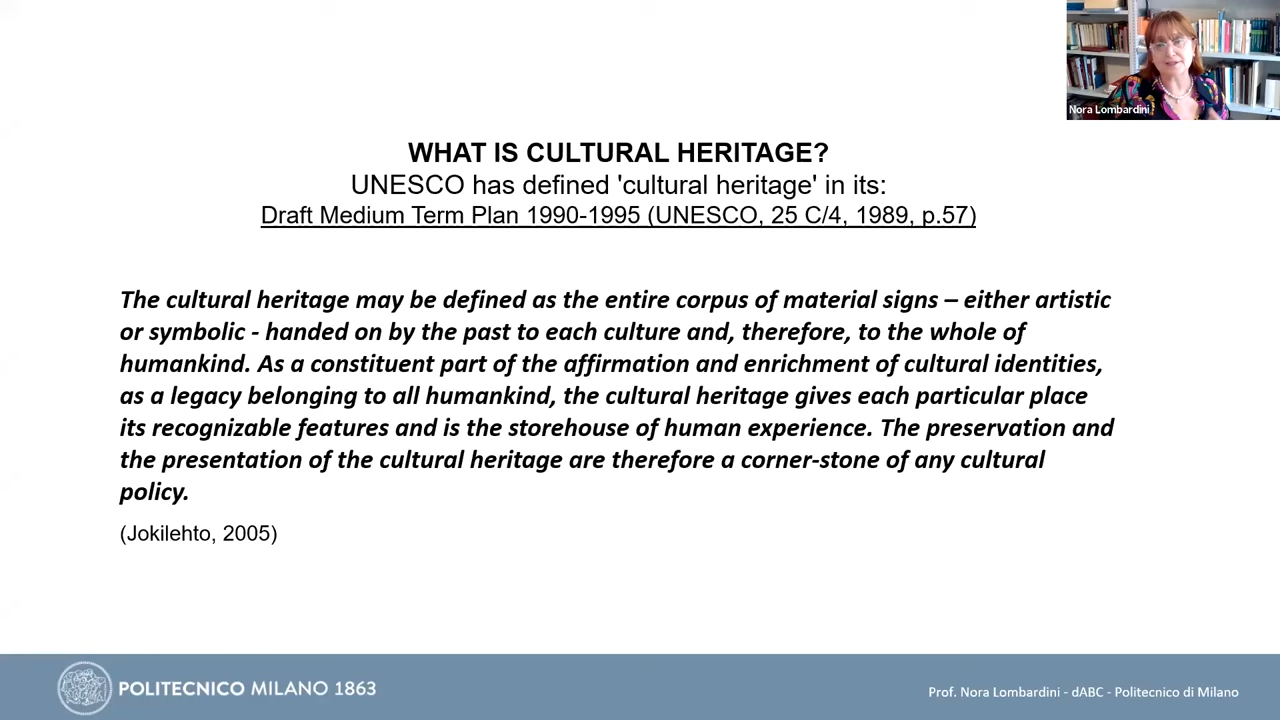 Nora Lombardini
WHAT IS CULTURAL HERITAGE?
UNESCO has defined 'cultural heritage' in its:
Draft Medium Term Plan 1990-1995 (UNESCO, 25 C/4, 1989, p.57)
The cultural heritage may be defined as the entire corpus of material signs – either artistic
or symbolic - handed on by the past to each culture and, therefore, to the whole of
humankind. As a constituent part of the affirmation and enrichment of cultural identities,
as a legacy belonging to all humankind, the cultural heritage gives each particular place
its recognizable features and is the storehouse of human experience. The preservation and
the presentation of the cultural heritage are therefore a corner-stone of any cultural
policy.
(Jokilehto, 2005)
POLITECNICO MILANO 1863
Prof. Nora Lombardini - dABC - Politecnico di Milano